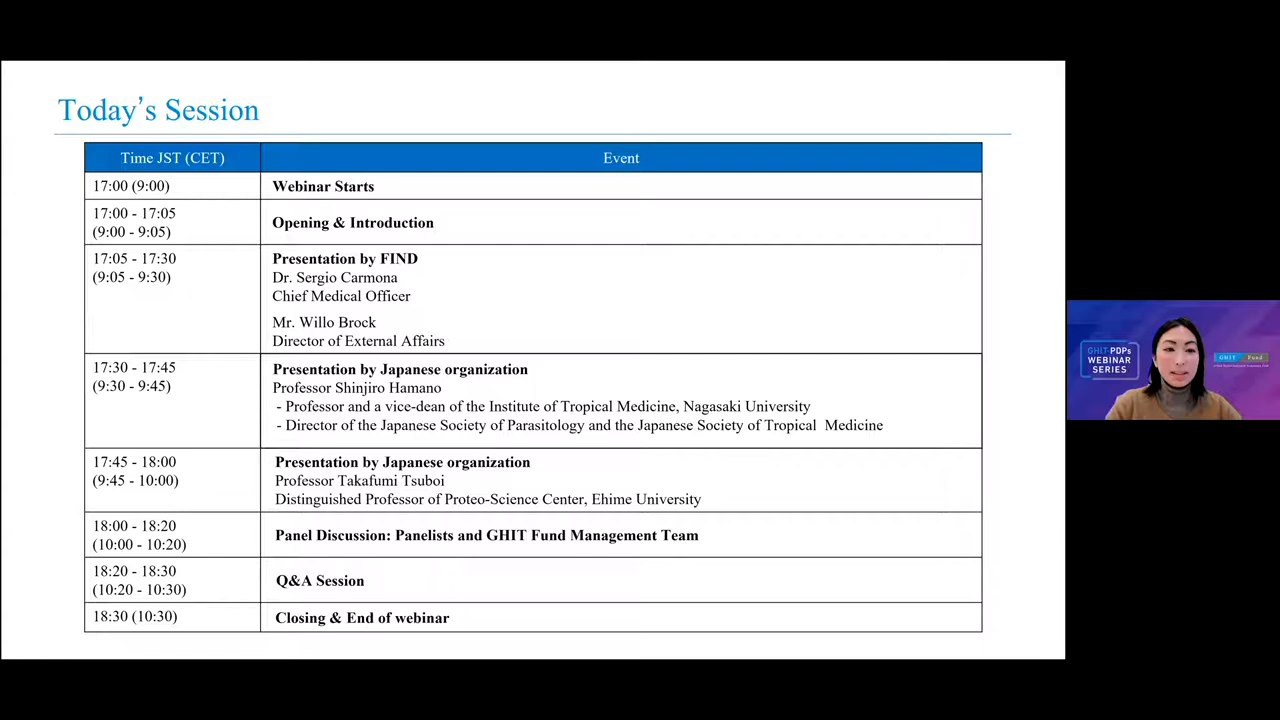 Today’s Session
Time JST (CET)
Event
17:00 (9:00)
Webinar Starts
17:00 - 17:05
(9:00 - 9:05)
Opening & Introduction
17:05 - 17:30
(9:05 - 9:30)
Presentation by FIND
Dr. Sergio Carmona
Chief Medical Officer
Mr. Willo Brock
Director of External Affairs
17:30 - 17:45
(9:30 - 9:45)
Presentation by Japanese organization
Professor Shinjiro Hamano
- Professor and a vice-dean of the Institute of Tropical Medicine, Nagasaki University
- Director of the Japanese Society of Parasitology and the Japanese Society of Tropical Medicine
17:45 - 18:00
(9:45 - 10:00)
Presentation by Japanese organization
Professor Takafumi Tsuboi
Distinguished Professor of Proteo-Science Center, Ehime University
18:00 - 18:20
(10:00 - 10:20)
Panel Discussion: Panelists and GHIT Fund Management Team
18:20 - 18:30
(10:20 - 10:30)
Q&A Session
18:30 (10:30)
Closing & End of webinar
GHIT PDPs
WEBINAR
SERIES
GHIT Fund